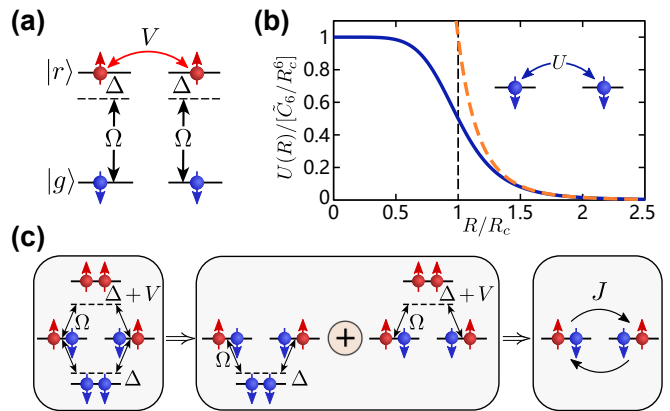 (a)
V
|r⟩
Δ Δ
Ω Ω
|g⟩
(b)
U(R)/[C̃₆/R_c⁶]
1
0.8
0.6
0.4
0.2
0
0 0.5 1 1.5 2 2.5
R/R_c
U
(c)
Δ + V
Ω
Δ
⇒
Ω
Δ
+
Δ + V
Ω
⇒
J